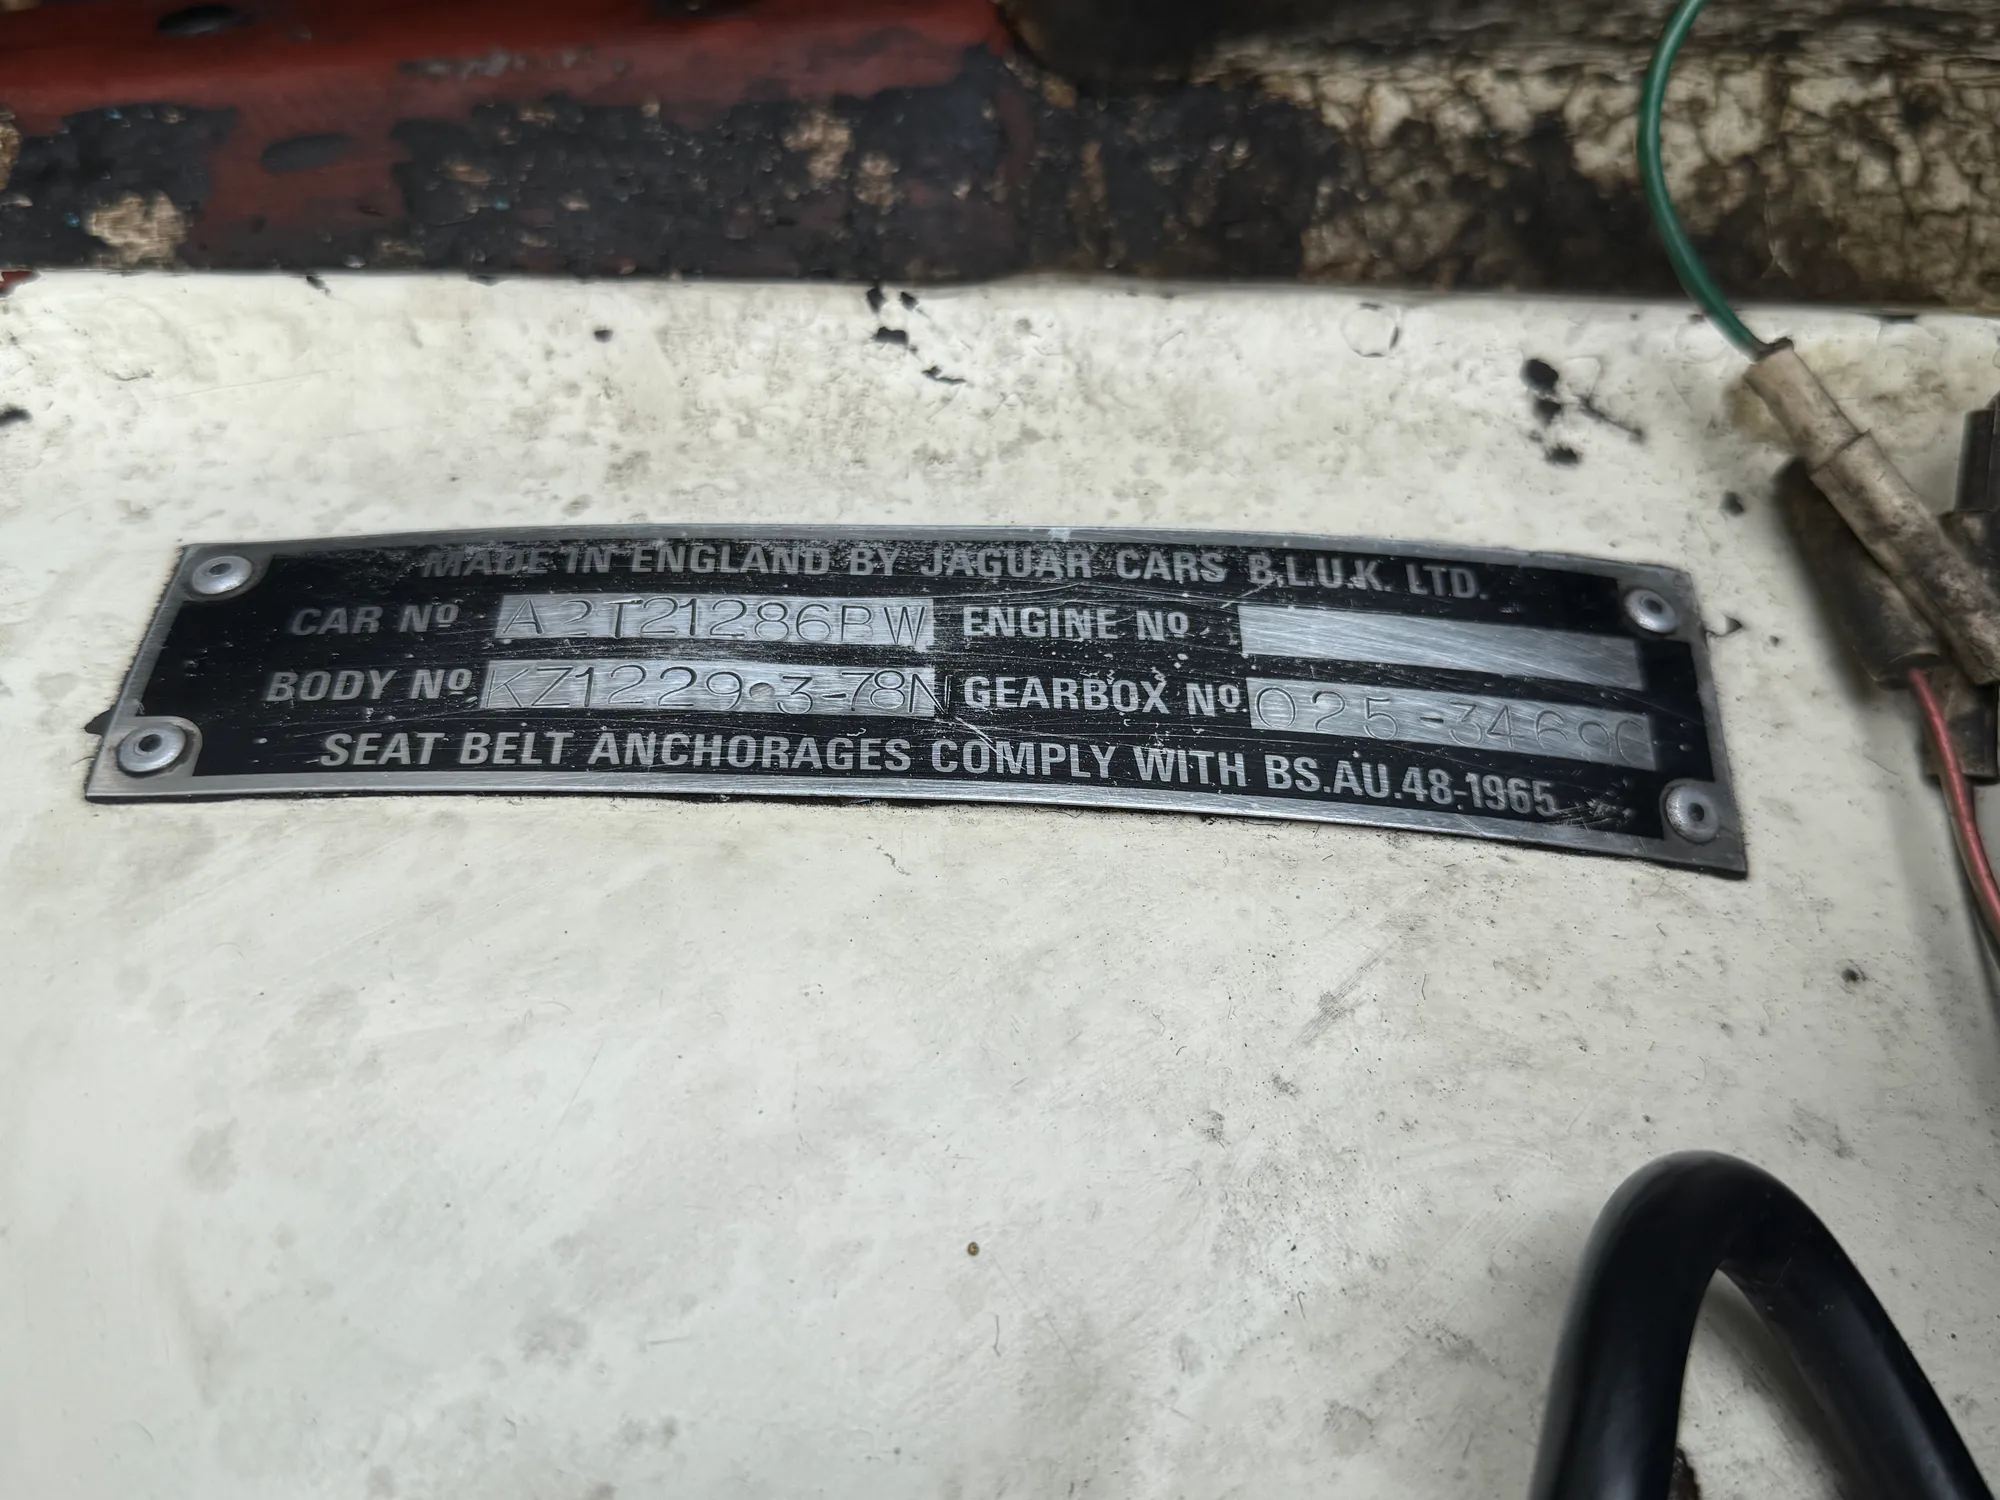 MADE IN ENGLAND BY JAGUAR CARS B.L.U.K. LTD.
CAR Nº A2T21286BW ENGINE Nº
BODY Nº KZ1229·3-78N GEARBOX Nº
SEAT BELT ANCHORAGES COMPLY WITH BS.AU.48-1965